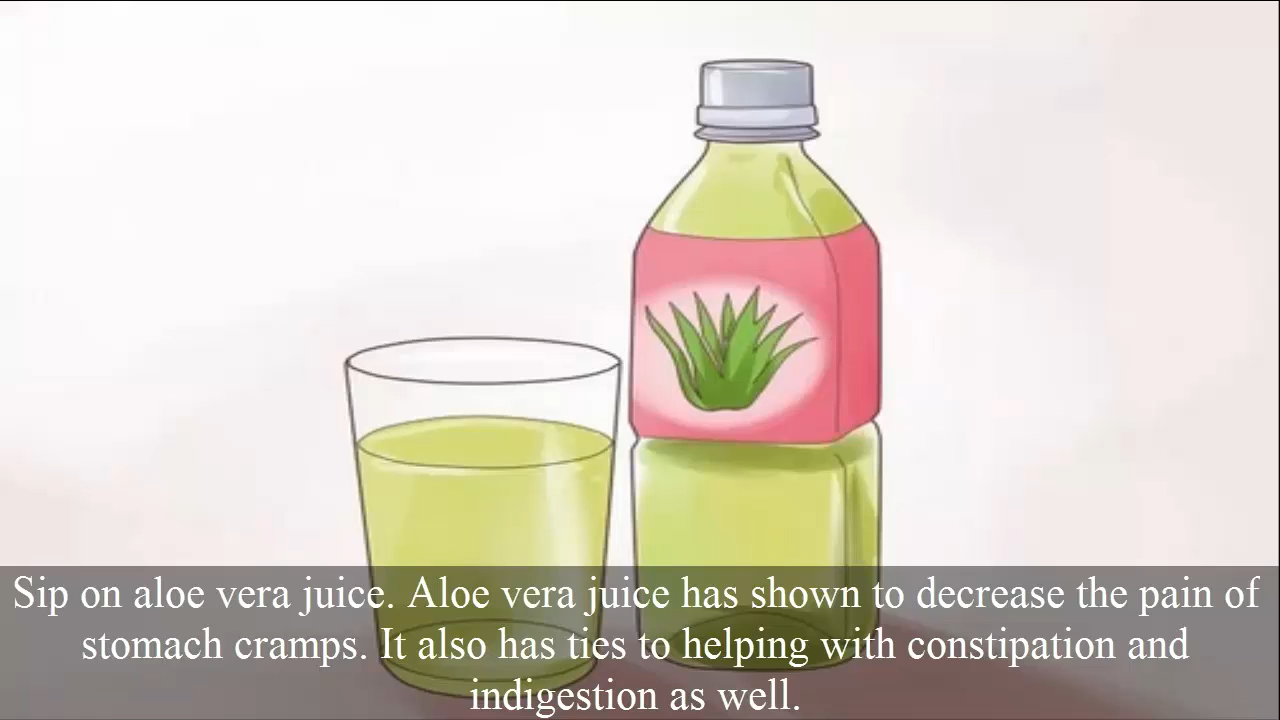 Sip on aloe vera juice. Aloe vera juice has shown to decrease the pain of
stomach cramps. It also has ties to helping with constipation and
indigestion as well.